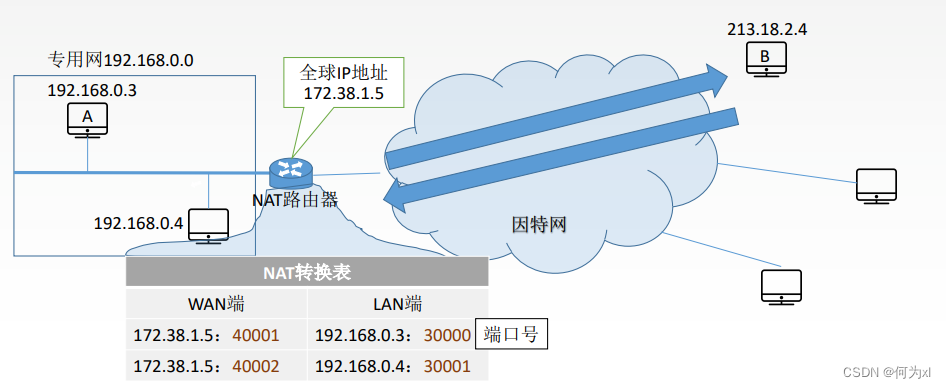 213.18.2.4
B
专用网192.168.0.0
192.168.0.3
A
全球IP地址
172.38.1.5
NAT路由器
192.168.0.4
因特网
NAT转换表
WAN端 LAN端
172.38.1.5：40001 192.168.0.3：30000 端口号
172.38.1.5：40002 192.168.0.4：30001
CSDN @何为xl